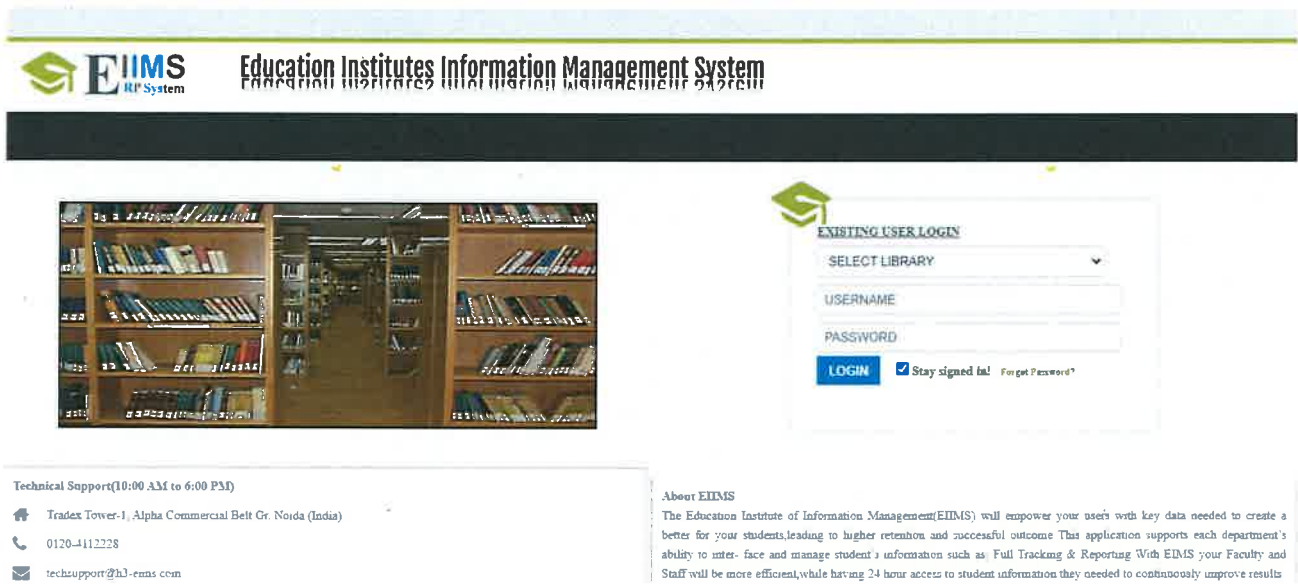 EIIMS
ERP System
Education Institutes Information Management System
EXISTING USER LOGIN
SELECT LIBRARY
USERNAME
PASSWORD
LOGIN
Stay signed in!
Forget Password?
Technical Support(10:00 AM to 6:00 PM)
Tradex Tower-1, Alpha Commercial Belt Gr. Noida (India)
0120-4112228
techsupport@h3-eims com
About EIIMS
The Education Institute of Information Management(EIIMS) will empower your users with key data needed to create a
better for your students,leading to higher retention and successful outcome This application supports each department's
ability to inter- face and manage student's information such as Full Tracking & Reporting With EIMS your Faculty and
Staff will be more efficient,while having 24 hour access to student information they needed to continuously improve results